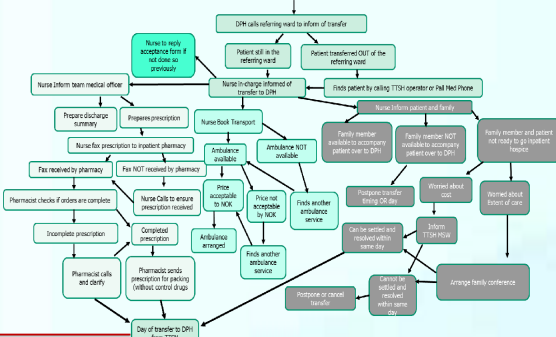 DPH calls referring ward to inform of transfer
Nurse to reply
acceptance form if
not done so
previously
Patient still in the
referring ward
Patient transferred OUT of the
referring ward
Nurse Inform team medical officer
Nurse in-charge informed of
transfer to DPH
Finds patient by calling TTSH operator or Pall Med Phone
Nurse Inform patient and family
Prepare discharge
summary
Prepares prescription
Nurse Book Transport
Family member
available to accompany
patient over to DPH
Family member NOT
available to accompany
patient over to DPH
Family member and patient
not ready to go inpatient
hospice
Nurse fax prescription to inpatient pharmacy
Ambulance
available
Ambulance NOT
available
Fax received by pharmacy
Fax NOT received by pharmacy
Pharmacist checks if orders are complete
Nurse Calls to ensure
prescription received
Price
acceptable
to NOK
Price not
acceptable
by NOK
Finds another
ambulance
service
Postpone transfer
timing OR day
Worried about
cost
Worried about
Extent of care
Incomplete prescription
Completed
prescription
Ambulance
arranged
Can be settled and
resolved within
same day
Inform
TTSH MSW
Finds another
ambulance
service
Pharmacist calls
and clarify
Pharmacist sends
prescription for packing
(without control drugs
Postpone or cancel
transfer
Cannot be
settled and
resolved
within same
day
Arrange family conference
Day of transfer to DPH
from TTSH